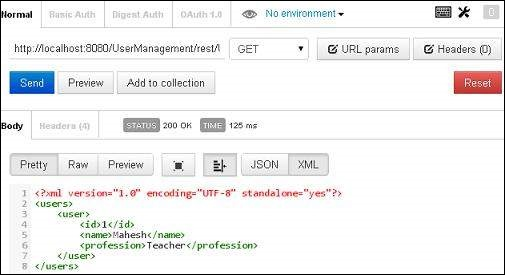 Normal Basic Auth Digest Auth OAuth 1.0 No environment 0
http://localhost:8080/UserManagement/rest/ GET URL params Headers (0)
Send Preview Add to collection Reset
Body Headers (4) STATUS 200 OK TIME 125 ms
Pretty Raw Preview JSON XML
1 <?xml version="1.0" encoding="UTF-8" standalone="yes"?>
2 <users>
3 <user>
4 <id>1</id>
5 <name>Mahesh</name>
6 <profession>Teacher</profession>
7 </user>
8 </users>